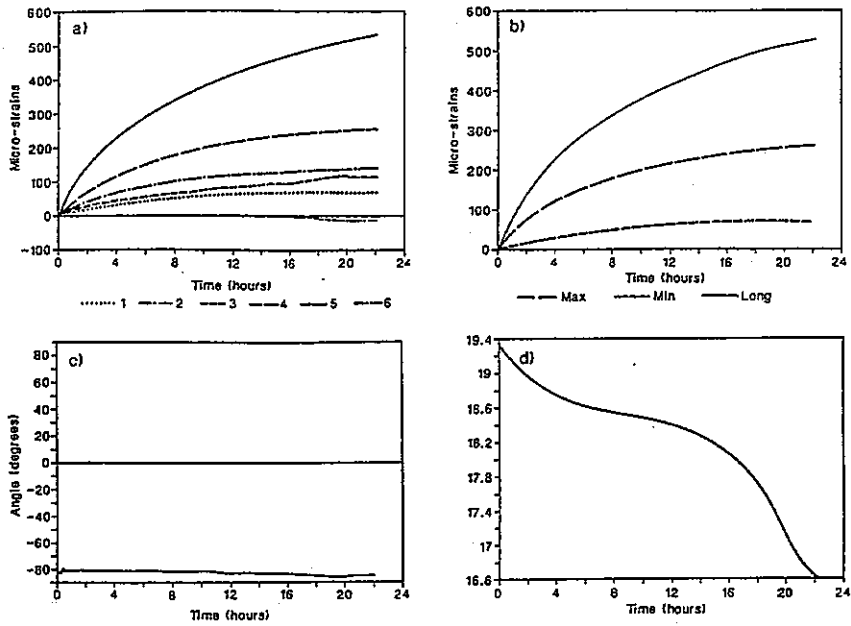 a)
600
500
400
300
200
100
0
-100
Micro-strains
0 4 8 12 16 20 24
Time (hours)
1 2 3 4 5 6
b)
600
500
400
300
200
100
0
Micro-strains
0 4 8 12 16 20 24
Time (hours)
Max Min Long
c)
80
60
40
20
0
-20
-40
-60
-80
Angle (degrees)
0 4 8 12 16 20 24
Time (hours)
d)
19.4
19
18.6
18.2
17.8
17.4
17
16.6
0 4 8 12 16 20 24
Time (hours)